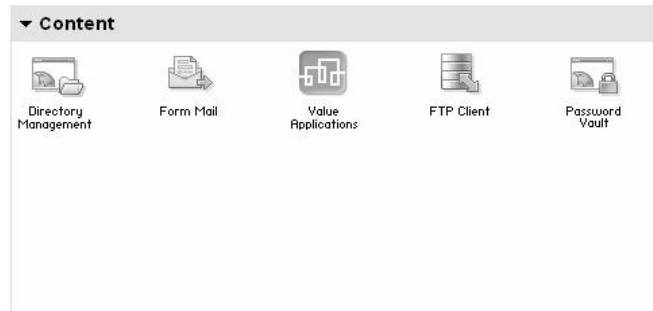 Content
Directory
Management
Form Mail
Value
Applications
FTP Client
Password
Vault